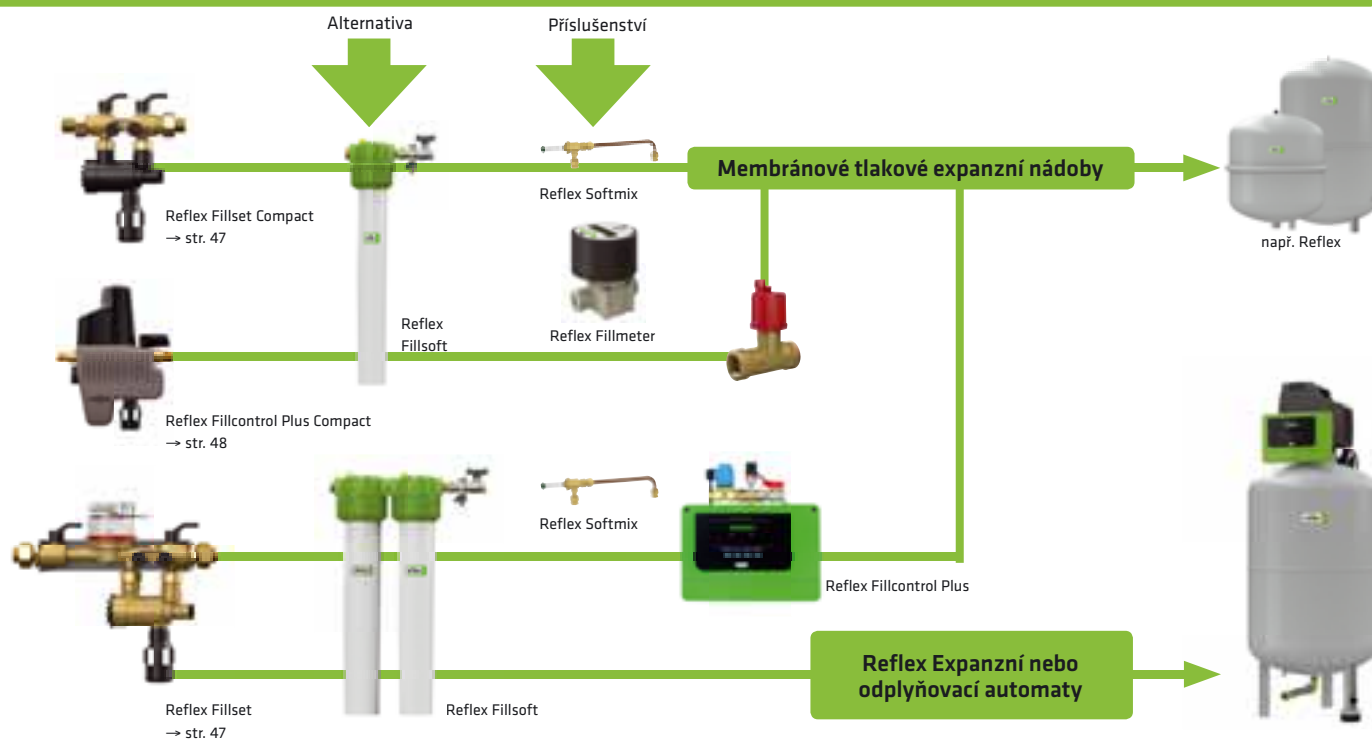 Alternativa
Příslušenství
Reflex Fillset Compact
→ str. 47
Reflex Softmix
Membránové tlakové expanzní nádoby
např. Reflex
Reflex
Fillsoft
Reflex Fillmeter
Reflex Fillcontrol Plus Compact
→ str. 48
Reflex Softmix
Reflex Fillcontrol Plus
Reflex Expanzní nebo
odplyňovací automaty
Reflex Fillset
→ str. 47
Reflex Fillsoft